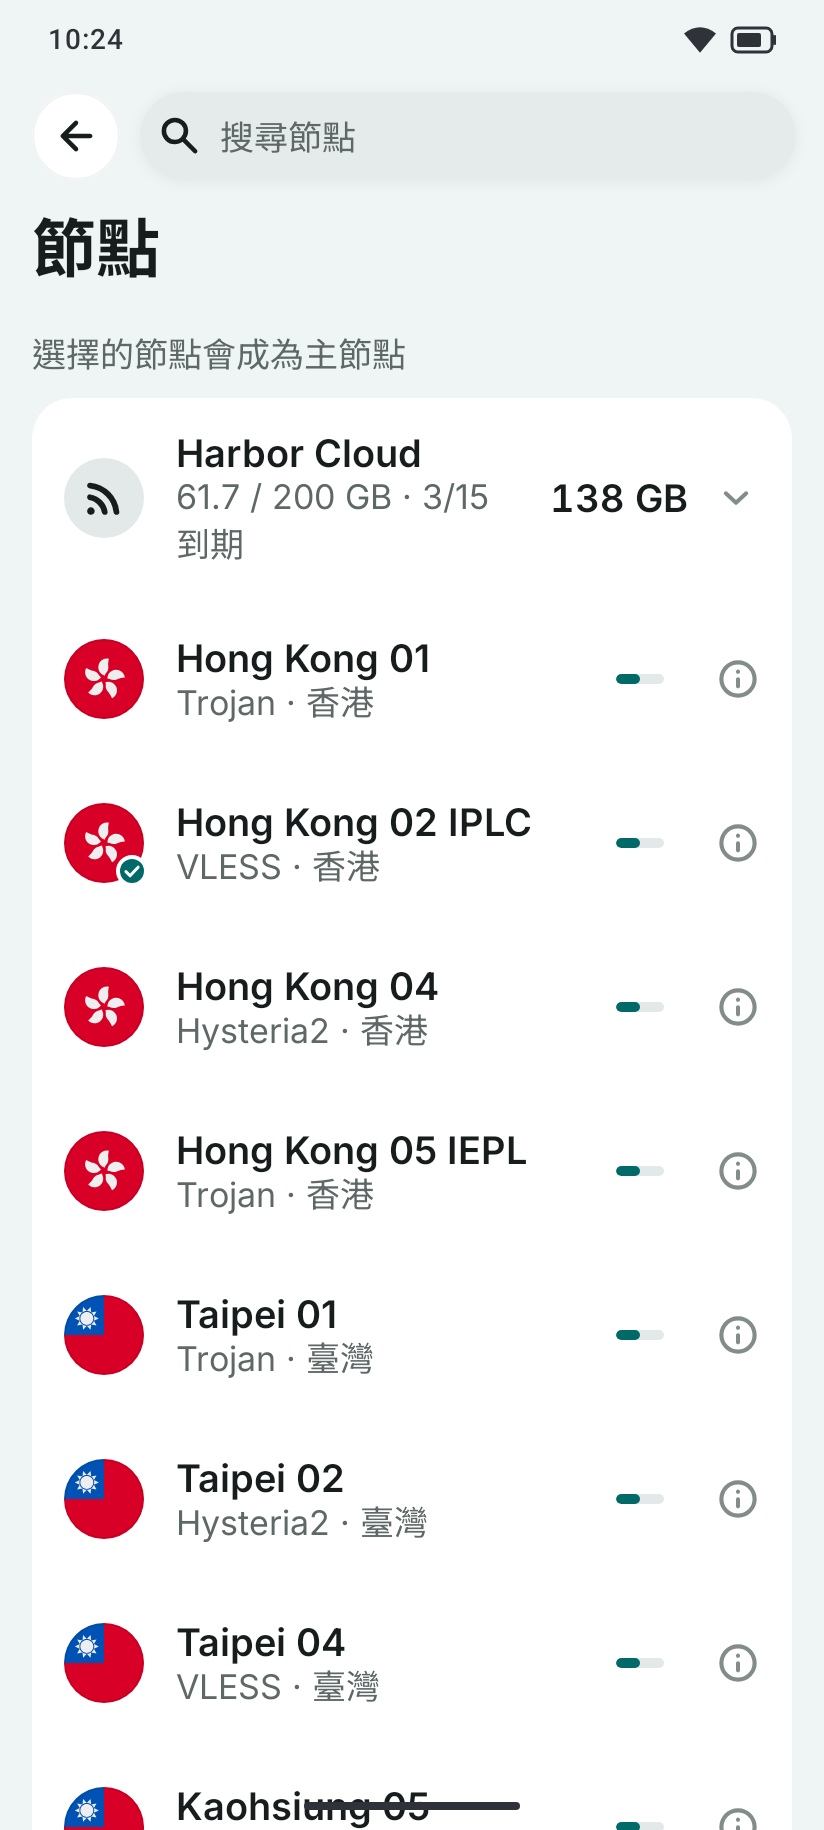 10:24
搜尋節點
節點
選擇的節點會成為主節點
Harbor Cloud
61.7 / 200 GB · 3/15
到期
138 GB
Hong Kong 01
Trojan · 香港
Hong Kong 02 IPLC
VLESS · 香港
Hong Kong 04
Hysteria2 · 香港
Hong Kong 05 IEPL
Trojan · 香港
Taipei 01
Trojan · 臺灣
Taipei 02
Hysteria2 · 臺灣
Taipei 04
VLESS · 臺灣
Kaohsiung 05